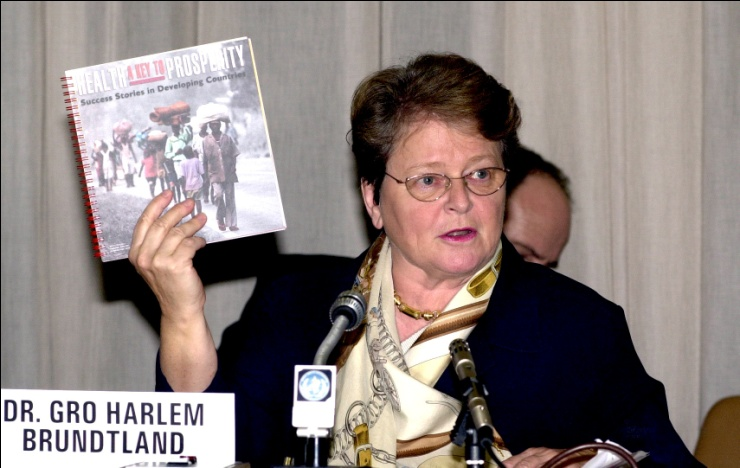 HEALTH A KEY TO PROSPERITY
Success Stories in Developing Countries
DR. GRO HARLEM
BRUNDTLAND